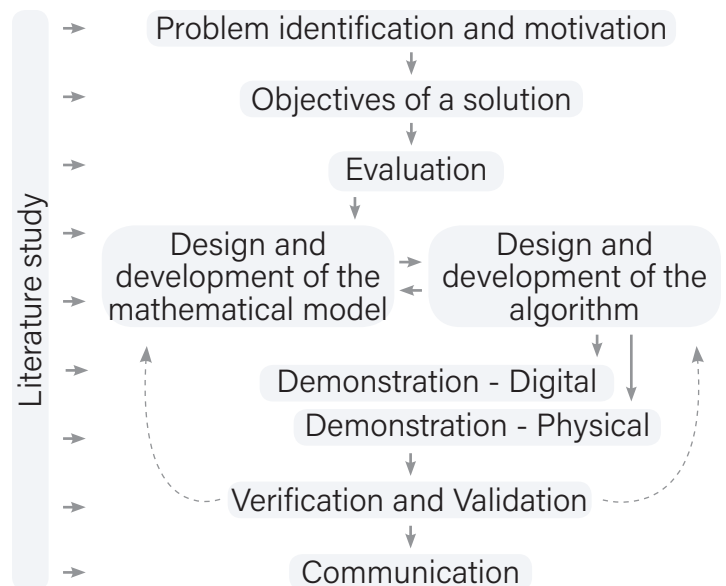 Literature study
Problem identification and motivation
Objectives of a solution
Evaluation
Design and
development of the
mathematical model
Design and
development of the
algorithm
Demonstration - Digital
Demonstration - Physical
Verification and Validation
Communication